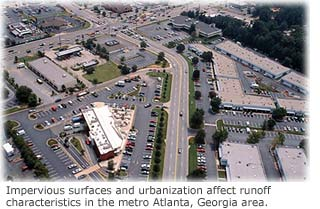 Impervious surfaces and urbanization affect runoff
characteristics in the metro Atlanta, Georgia area.